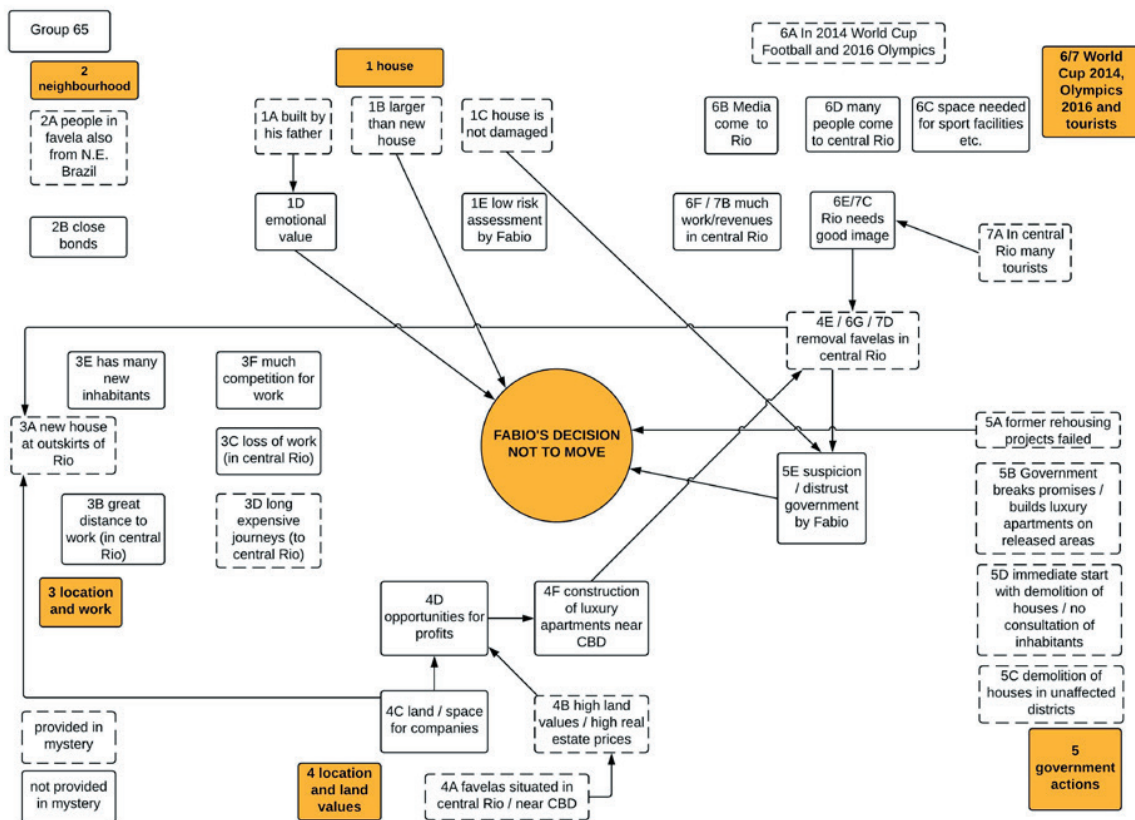 Group 65
2
neighbourhood
2A people in
favela also
from N.E.
Brazil
2B close
bonds
1 house
1A built by
his father
1B larger
than new
house
1C house is
not damaged
1D
emotional
value
1E low risk
assessment
by Fabio
6A In 2014 World Cup
Football and 2016 Olympics
6/7 World
Cup 2014,
Olympics
2016 and
tourists
6B Media
come to
Rio
6D many
people come
to central Rio
6C space needed
for sport facilities
etc.
6F / 7B much
work/revenues
in central Rio
6E/7C
Rio needs
good image
7A In central
Rio many
tourists
4E / 6G / 7D
removal favelas in
central Rio
3E has many
new
inhabitants
3F much
competition for
work
3A new house
at outskirts of
Rio
3C loss of work
(in central Rio)
3B great
distance to
work (in central
Rio)
3D long
expensive
journeys (to
central Rio)
3 location
and work
FABIO'S DECISION
NOT TO MOVE
5A former rehousing
projects failed
5E suspicion
/ distrust
government
by Fabio
5B Government
breaks promises /
builds luxury
apartments on
released areas
5D immediate start
with demolition of
houses / no
consultation of
inhabitants
5C demolition of
houses in unaffected
districts
5
government
actions
4D
opportunities for
profits
4F construction
of luxury
apartments near
CBD
4C land / space
for companies
4B high land
values / high real
estate prices
4 location
and land
values
4A favelas situated in
central Rio / near CBD
provided in
mystery
not provided
in mystery